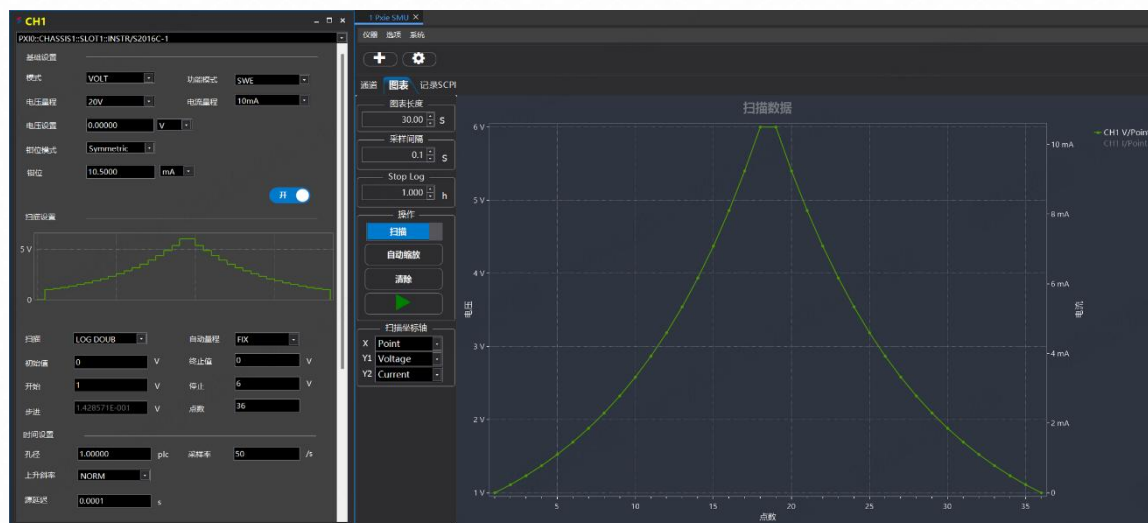 CH1
PXI0::CHASSIS1::SLOT1::INSTR/S2016C-1
基础设置
模式 VOLT 功能模式 SWE
电压量程 20V 电流量程 10mA
电压设置 0.00000 V
钳位模式 Symmetric
钳位 10.5000 mA
开
扫描设置
5 V
0
扫描 LOG DOUB 自动量程 FIX
初始值 0 V 终止值 0 V
开始 1 V 停止 6 V
步进 1.428571E-001 V 点数 36
时间设置
孔径 1.00000 plc 采样率 50 /s
上升斜率 NORM
源延迟 0.0001 s
1 Pxie SMU
仪器 选项 系统
通道 图表 记录SCPI
图表长度
30.00 S
采样间隔
0.1 S
Stop Log
1.000 h
操作
扫描
自动缩放
清除
扫描坐标轴
X Point
Y1 Voltage
Y2 Current
扫描数据
6 V
5 V
4 V
3 V
2 V
1 V
电压
5 10 15 20 25 30 35
点数
10 mA
8 mA
6 mA
4 mA
2 mA
0
电流
CH1 V/Point
CH1 I/Point